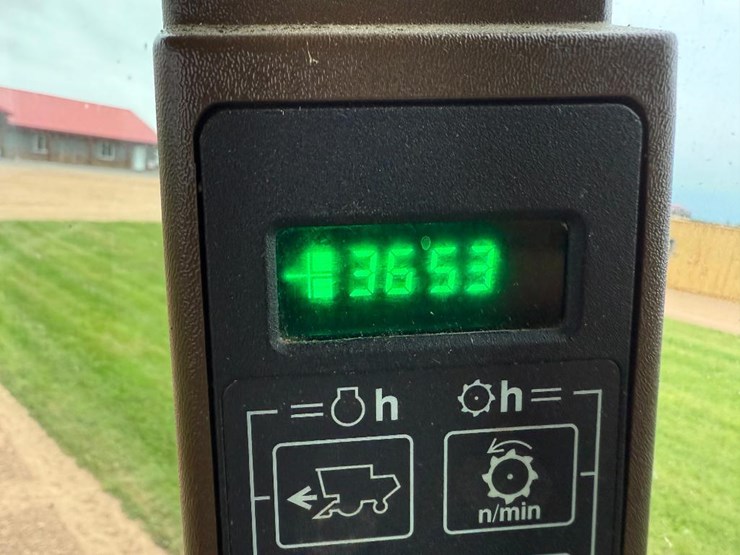 3653
= h h =
n/min